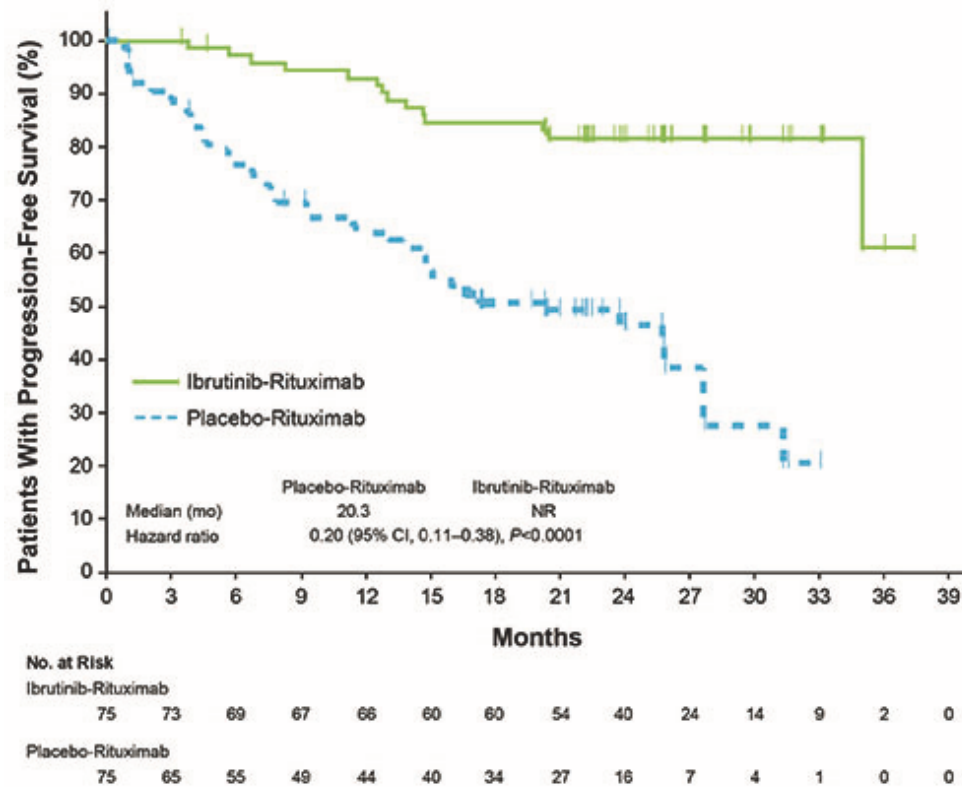 Patients With Progression-Free Survival (%)
100
90
80
70
60
50
40
30
20
10
0
Ibrutinib-Rituximab
Placebo-Rituximab
Placebo-Rituximab Ibrutinib-Rituximab
Median (mo) 20.3 NR
Hazard ratio 0.20 (95% CI, 0.11–0.38), P<0.0001
0 3 6 9 12 15 18 21 24 27 30 33 36 39
Months
No. at Risk
Ibrutinib-Rituximab
75 73 69 67 66 60 60 54 40 24 14 9 2 0
Placebo-Rituximab
75 65 55 49 44 40 34 27 16 7 4 1 0 0